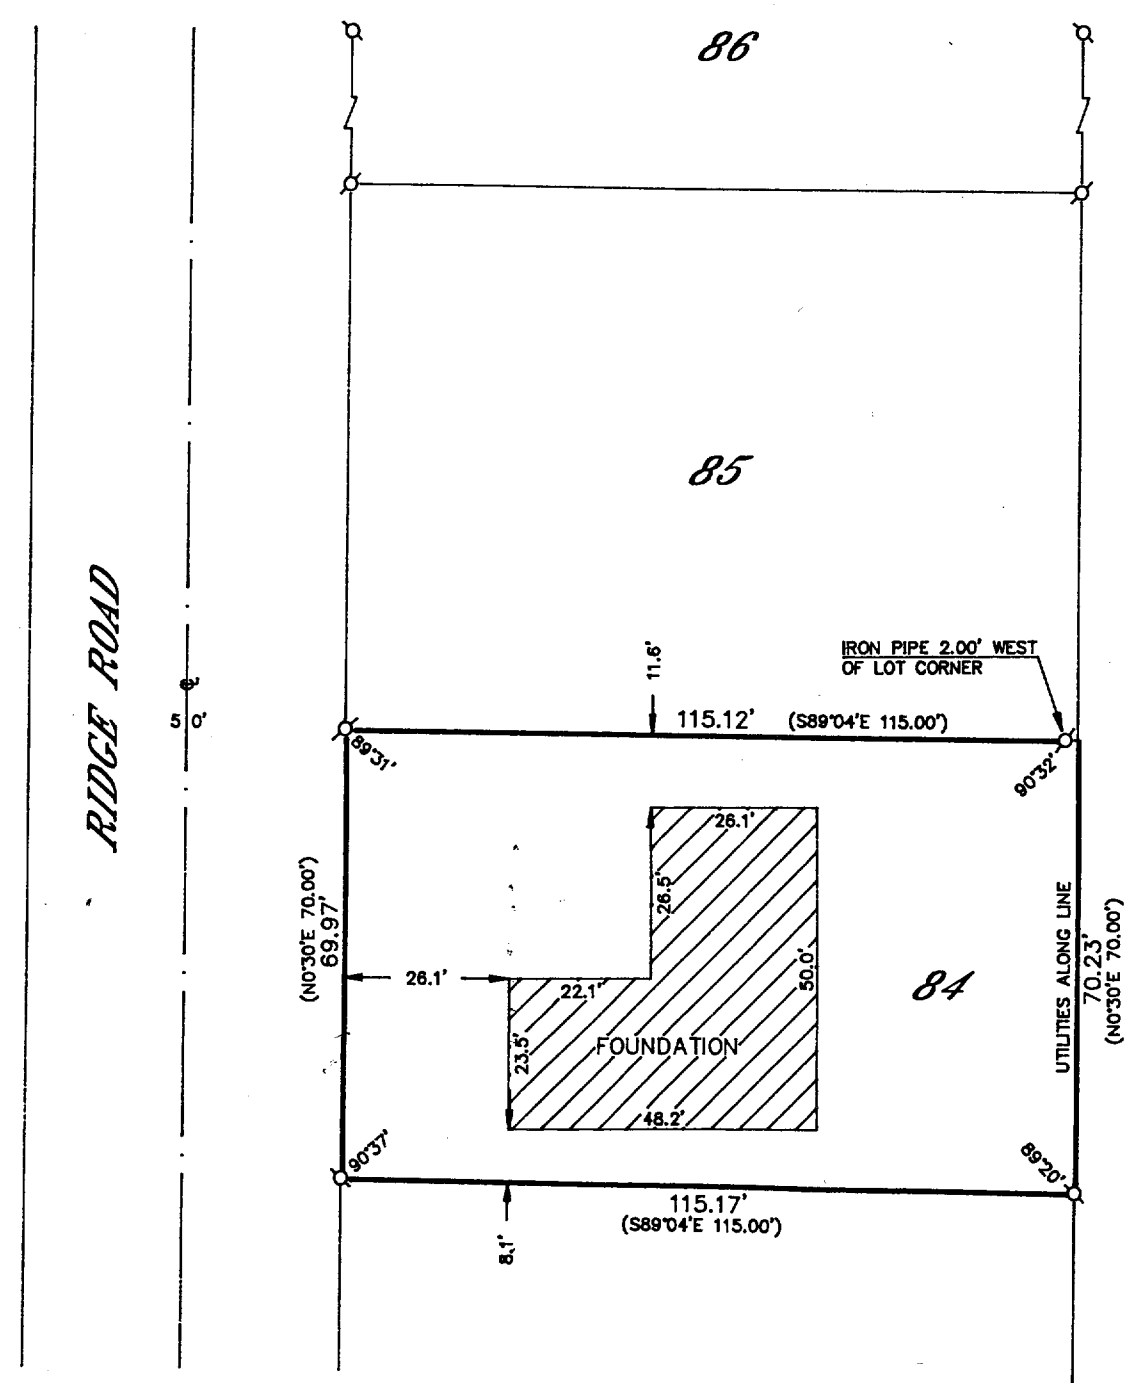 86
85
RIDGE ROAD
℄
50'
11.6'
IRON PIPE 2.00' WEST
OF LOT CORNER
115.12' (S89°04'E 115.00')
89°31'
90°32'
26.1'
26.5'
(N0°30'E 70.00')
69.97'
26.1'
22.1'
50.0'
84
UTILITIES ALONG LINE
70.23'
(N0°30'E 70.00')
23.5'
FOUNDATION
48.2'
90°37'
89°20'
115.17'
(S89°04'E 115.00')
8.1'